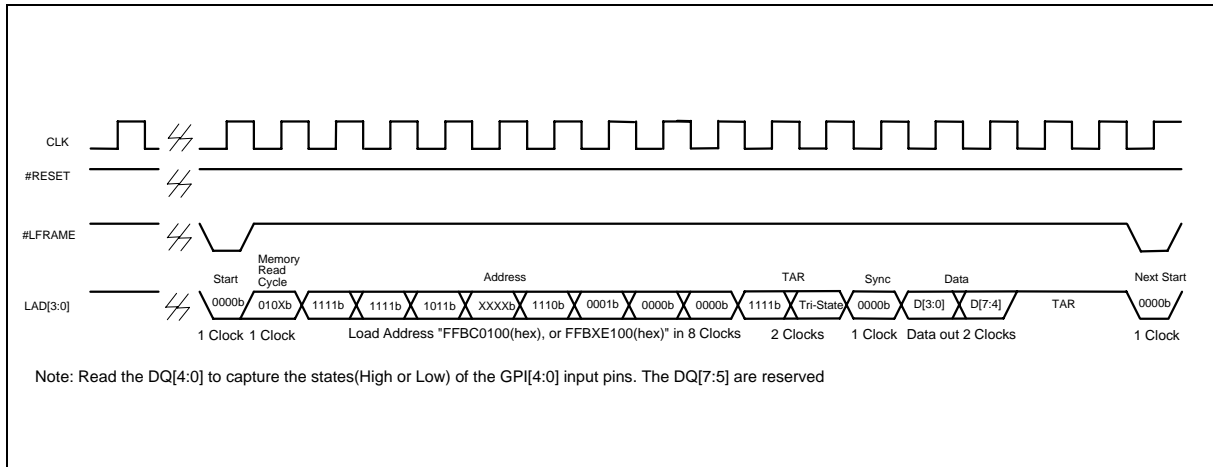 CLK
#RESET
#LFRAME
Start
Memory
Read
Cycle
Address
TAR
Sync
Data
Next Start
LAD[3:0]
0000b 010Xb 1111b 1111b 1011b XXXXb 1110b 0001b 0000b 0000b 1111b Tri-State 0000b D[3:0] D[7:4] TAR 0000b
1 Clock 1 Clock Load Address "FFBC0100(hex), or FFBXE100(hex)" in 8 Clocks 2 Clocks 1 Clock Data out 2 Clocks 1 Clock
Note: Read the DQ[4:0] to capture the states(High or Low) of the GPI[4:0] input pins. The DQ[7:5] are reserved